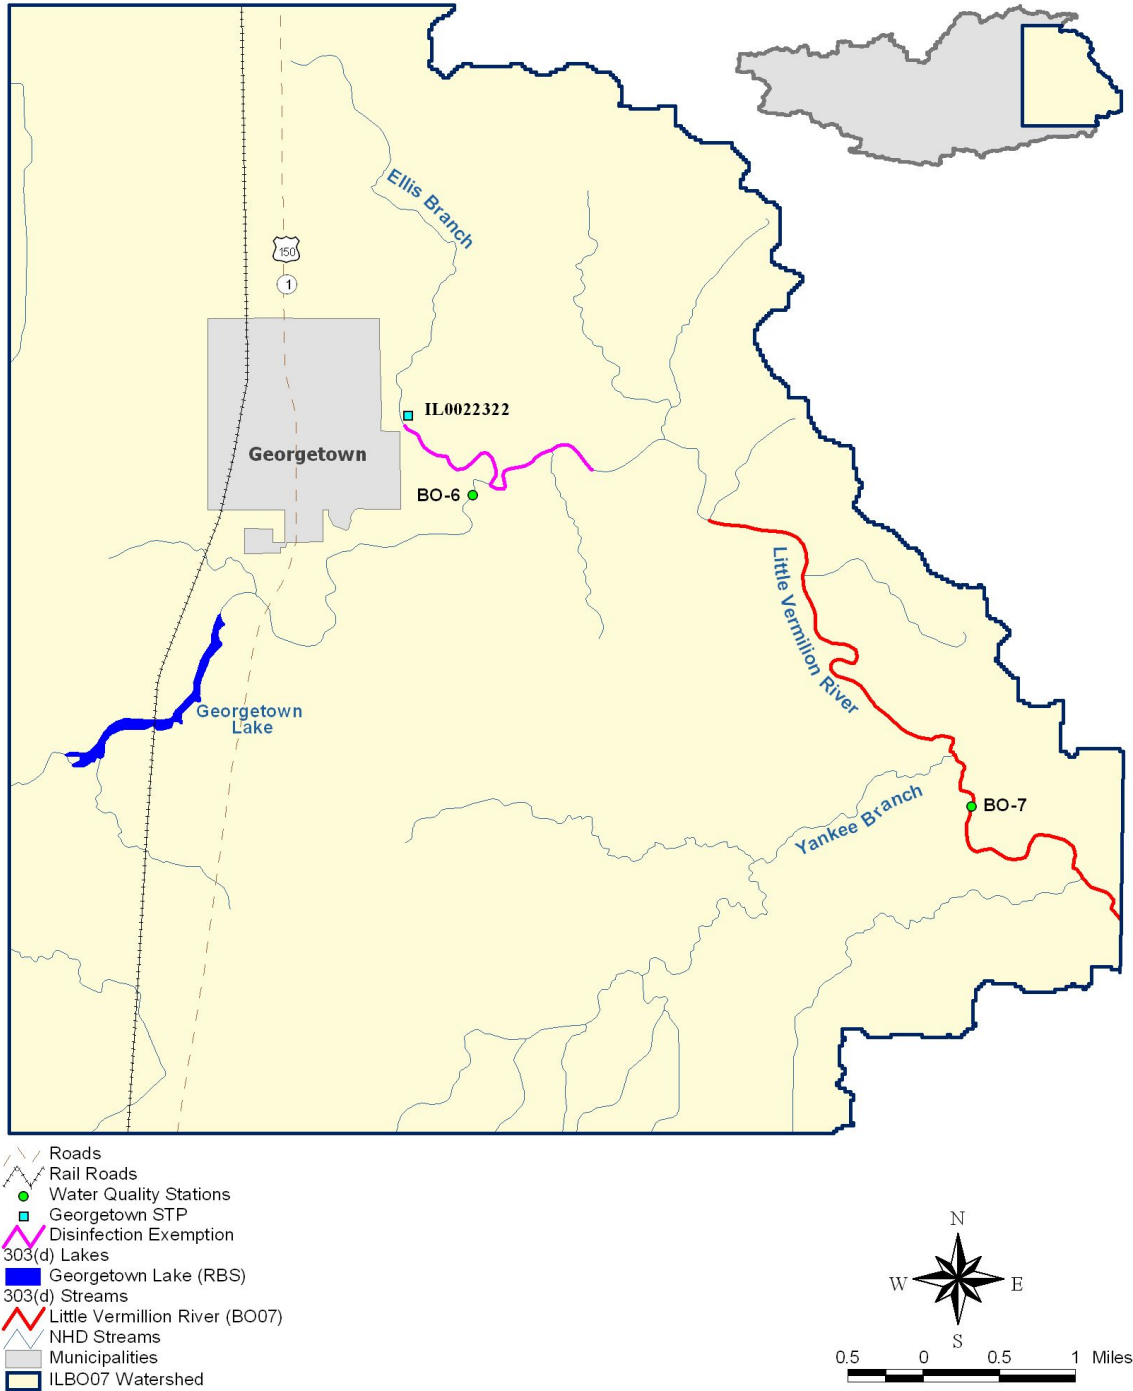 Ellis Branch
150
1
IL0022322
Georgetown
BO-6
Little Vermilion River
Georgetown
Lake
Yankee Branch
BO-7
Roads
Rail Roads
Water Quality Stations
Georgetown STP
Disinfection Exemption
303(d) Lakes
Georgetown Lake (RBS)
303(d) Streams
Little Vermillion River (BO07)
NHD Streams
Municipalities
ILBO07 Watershed
N
W E
S
0.5 0 0.5 1 Miles